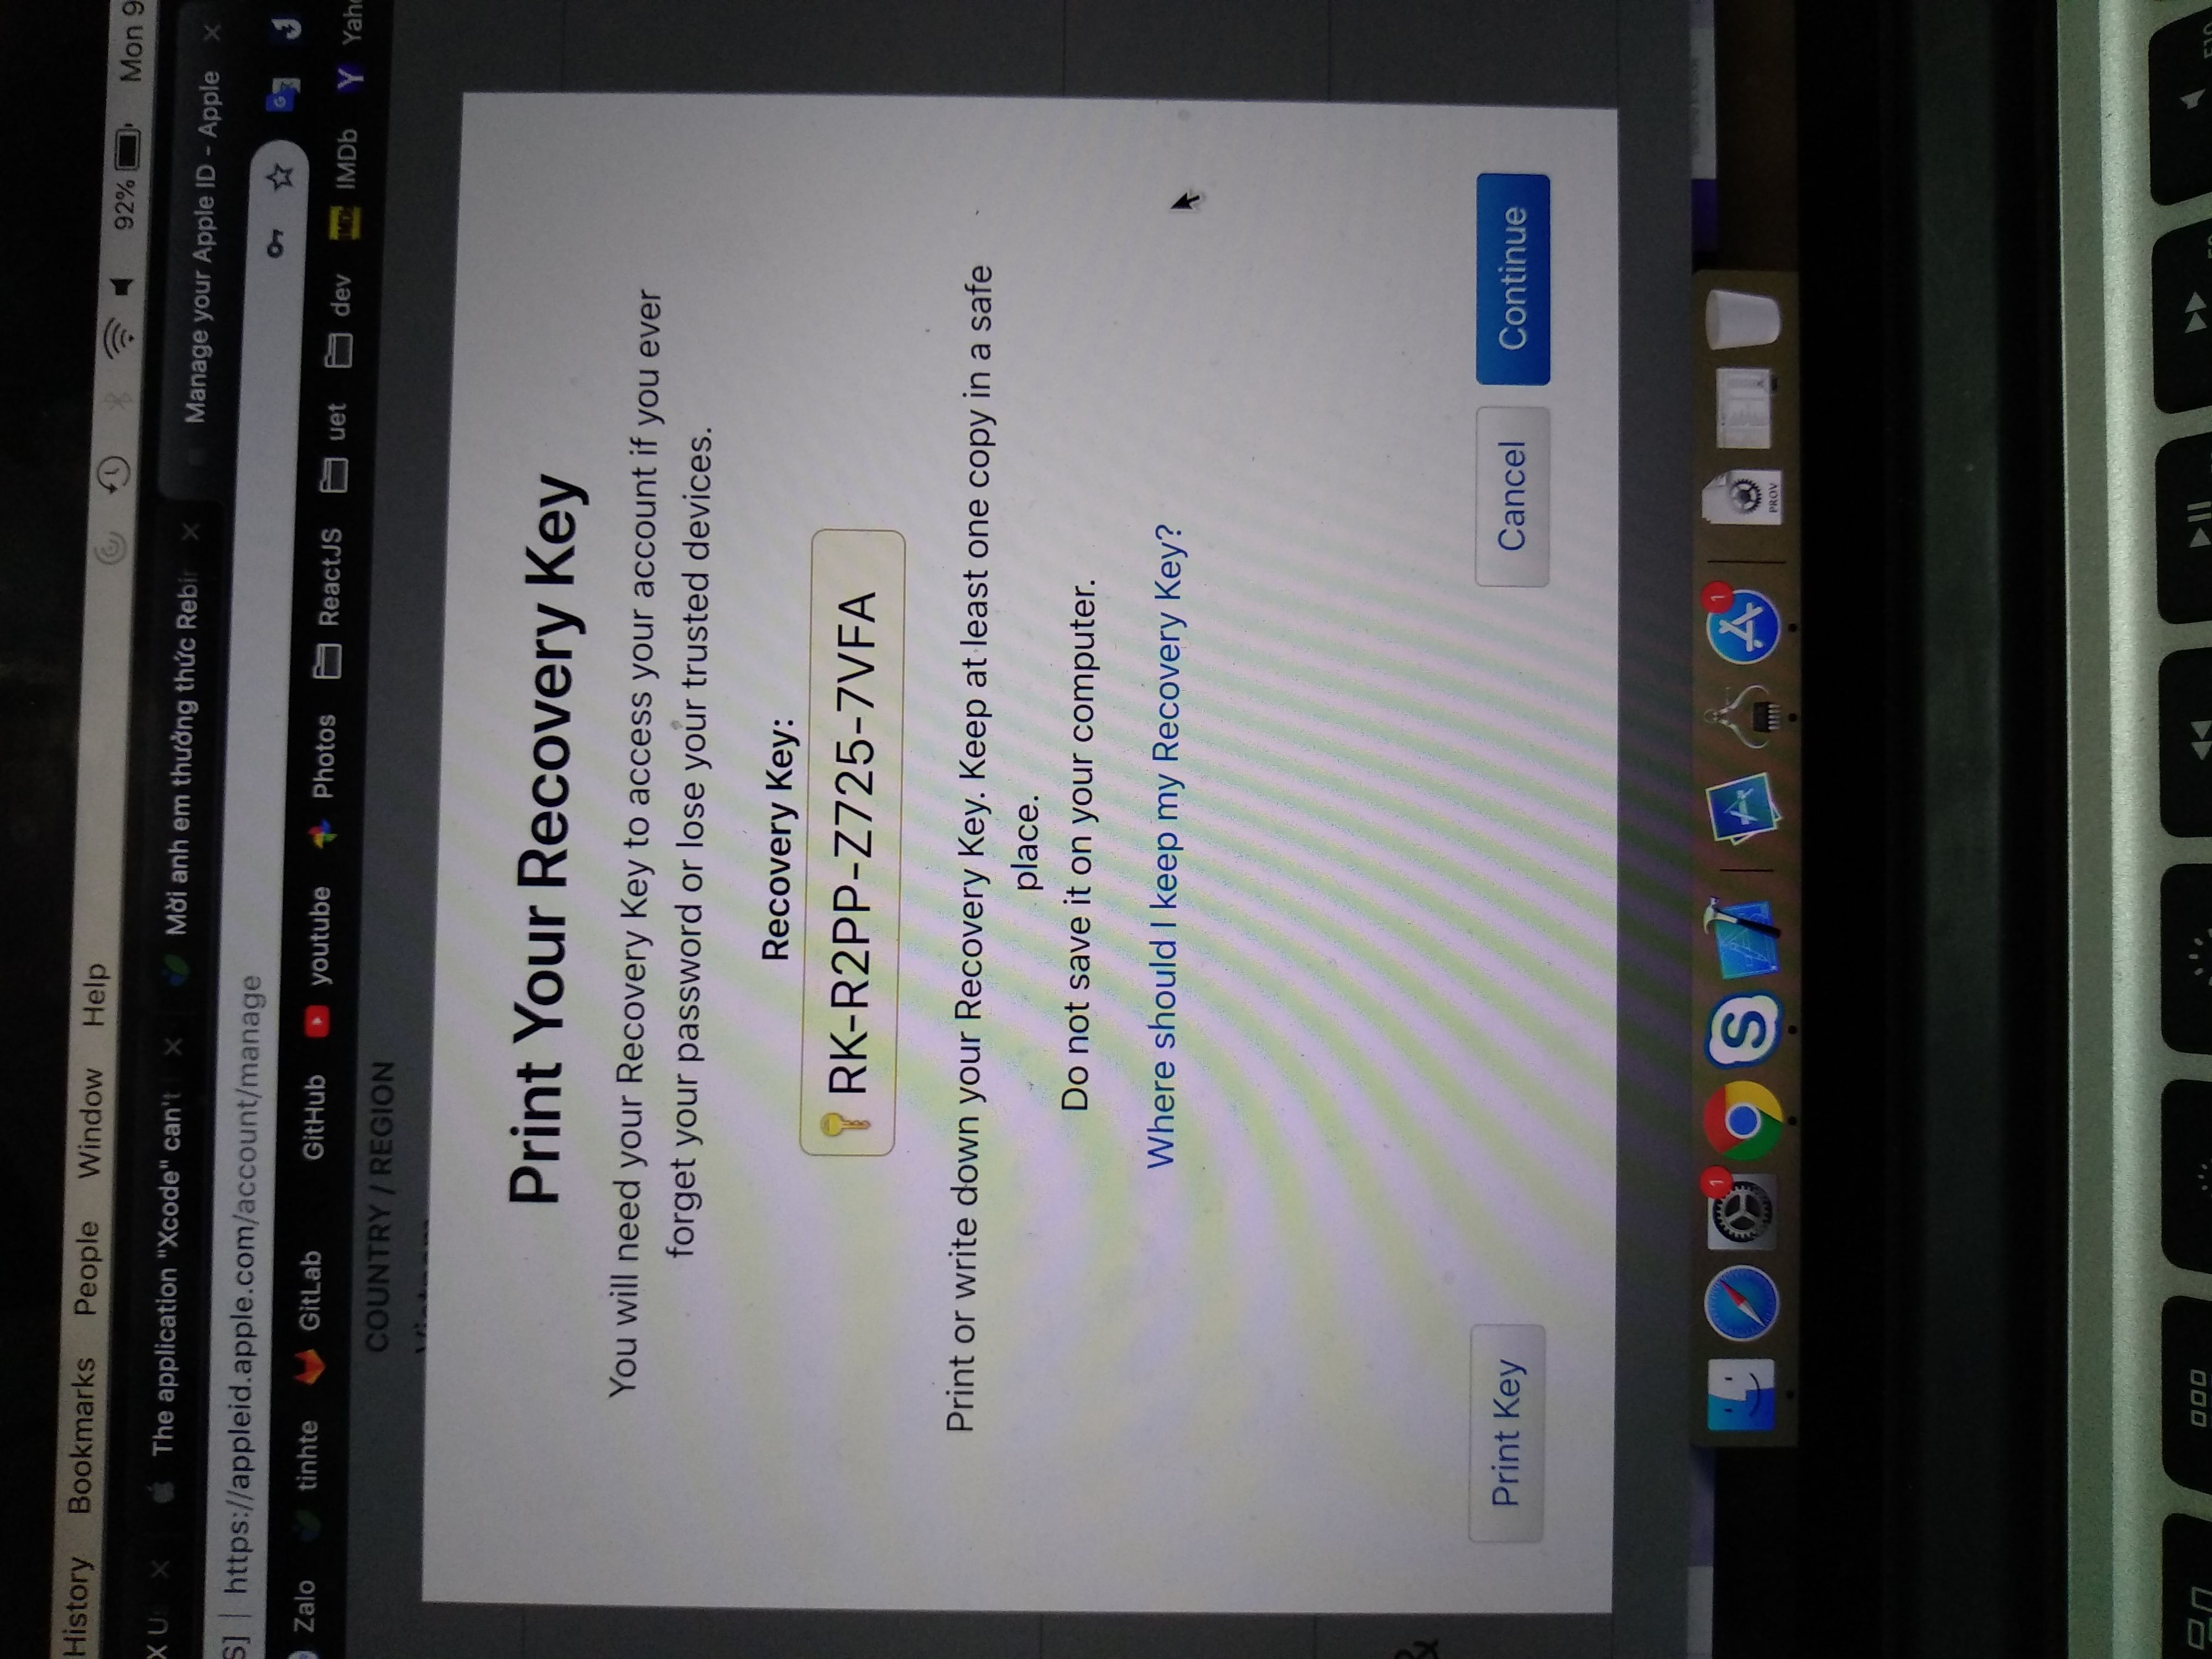 History Bookmarks People Window Help 92% Mon 9
X U The application "Xcode" can't Mời anh em thưởng thức Rebir Manage your Apple ID - Apple
S] https://appleid.apple.com/account/manage
Zalo tinhte GitLab GitHub youtube Photos ReactJS uet dev IMDb Yaho
COUNTRY / REGION
Print Your Recovery Key
You will need your Recovery Key to access your account if you ever
forget your password or lose your trusted devices.
Recovery Key:
RK-R2PP-Z725-7VFA
Print or write down your Recovery Key. Keep at least one copy in a safe
place.
Do not save it on your computer.
Where should I keep my Recovery Key?
Print Key Cancel Continue
1 1 PROV